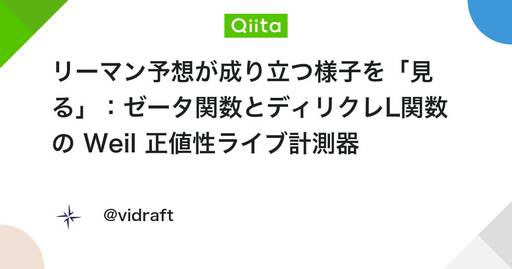 Qiita
リーマン予想が成り立つ様子を「見
る」：ゼータ関数とディリクレL関数
の Weil 正値性ライブ計測器
@vidraft